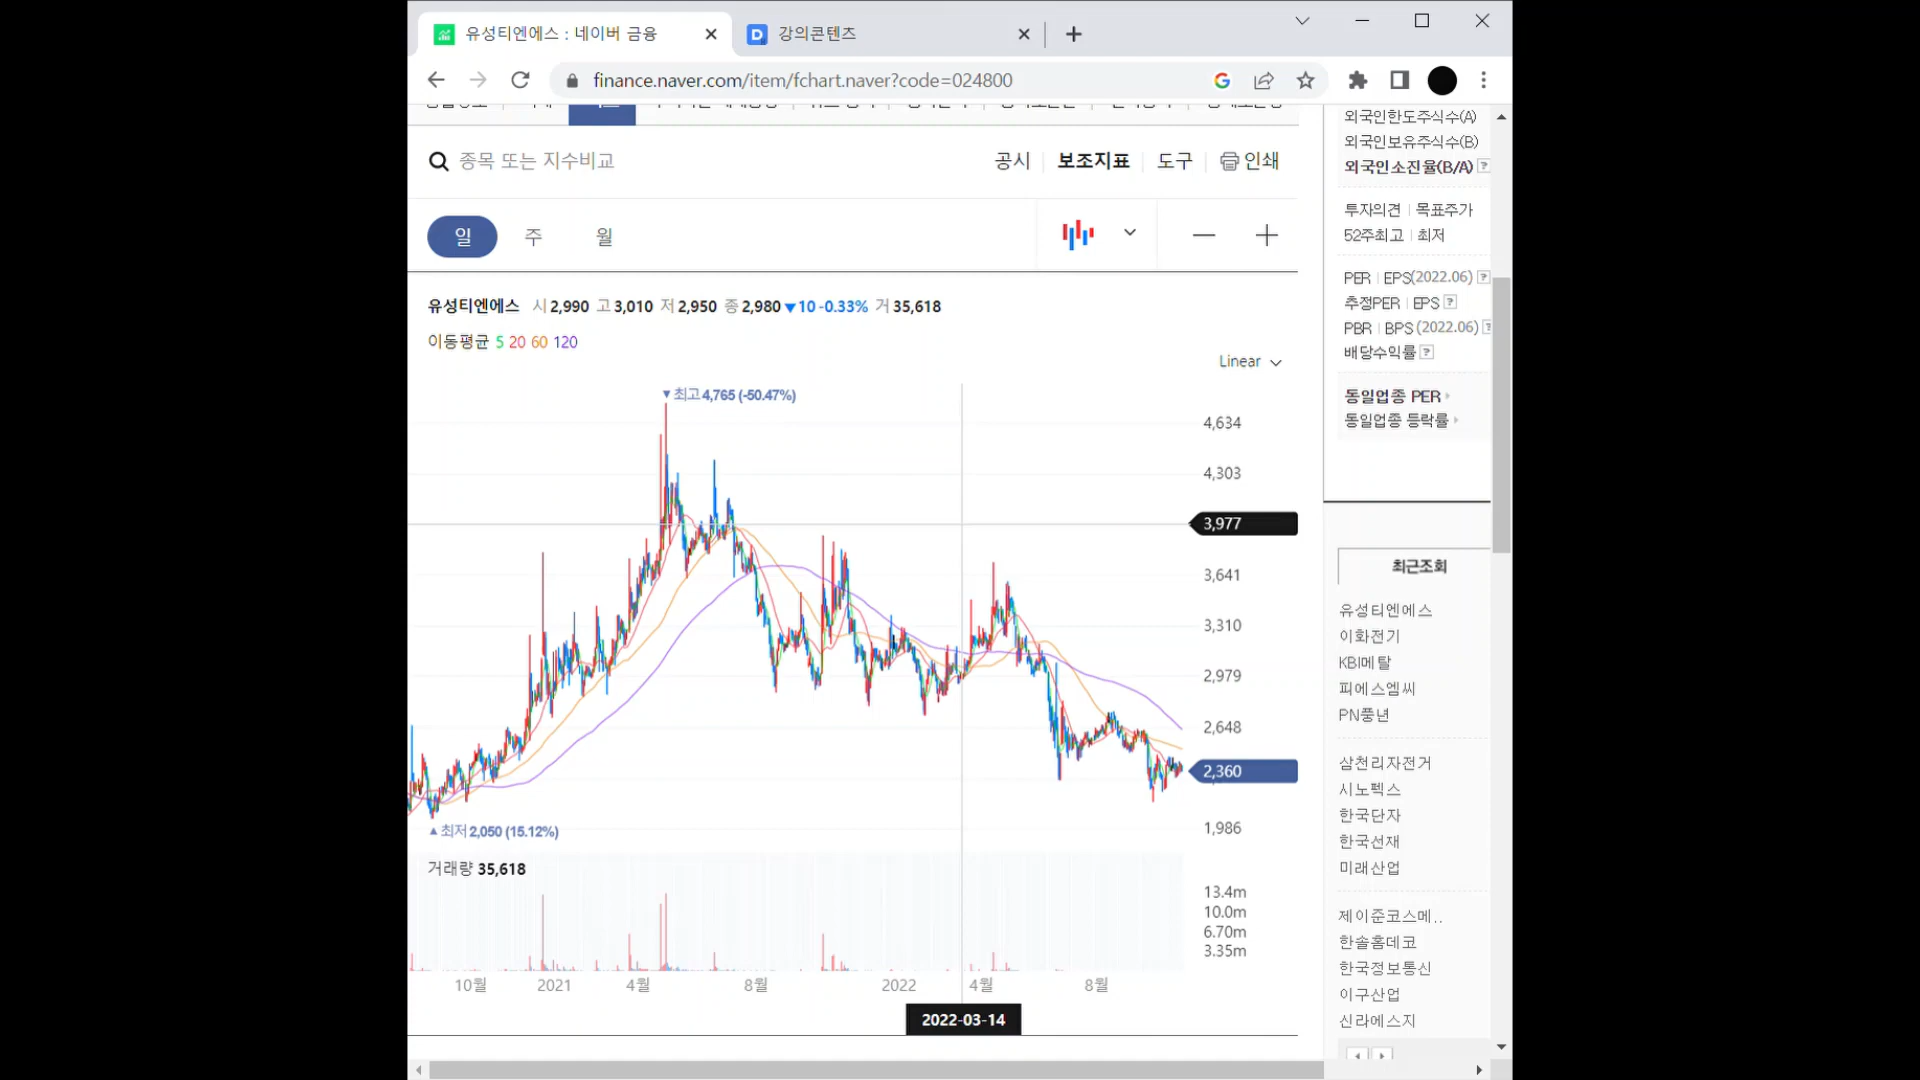 유성티엔에스 : 네이버 금융
강의콘텐츠
finance.naver.com/item/fchart.naver?code=024800
종목 또는 지수비교
공시 보조지표 도구 인쇄
일 주 월
유성티엔에스 시 2,990 고 3,010 저 2,950 종 2,980 ▼10 -0.33% 거 35,618
이동평균 5 20 60 120
Linear
▼최고 4,765 (-50.47%)
4,634
4,303
3,977
3,641
3,310
2,979
2,648
2,360
1,986
▲최저 2,050 (15.12%)
거래량 35,618
13.4m
10.0m
6.70m
3.35m
10월 2021 4월 8월 2022 4월 8월
2022-03-14
외국인한도주식수(A)
외국인보유주식수(B)
외국인소진율(B/A) ?
투자의견 | 목표주가
52주최고 | 최저
PER | EPS(2022.06) ?
추정PER | EPS ?
PBR | BPS (2022.06) ?
배당수익률 ?
동일업종 PER
동일업종 등락률
최근조회
유성티엔에스
이화전기
KBI메탈
피에스엠씨
PN풍년
삼천리자전거
시노펙스
한국단자
한국선재
미래산업
제이준코스메..
한솔홈데코
한국정보통신
이구산업
신라에스지